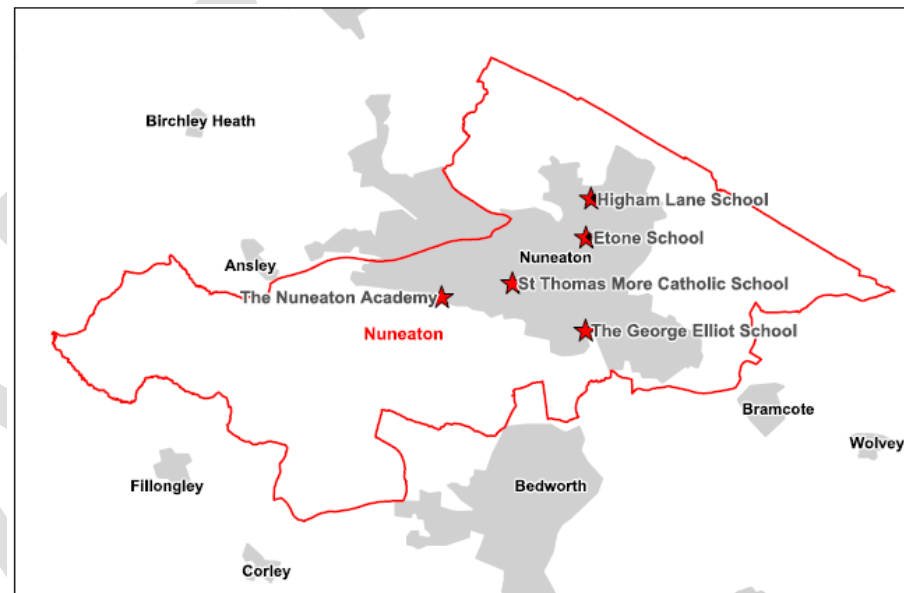 Birchley Heath
Higham Lane School
Etone School
Nuneaton
Ansley
St Thomas More Catholic School
The Nuneaton Academy
Nuneaton
The George Elliot School
Bramcote
Wolvey
Fillongley
Bedworth
Corley